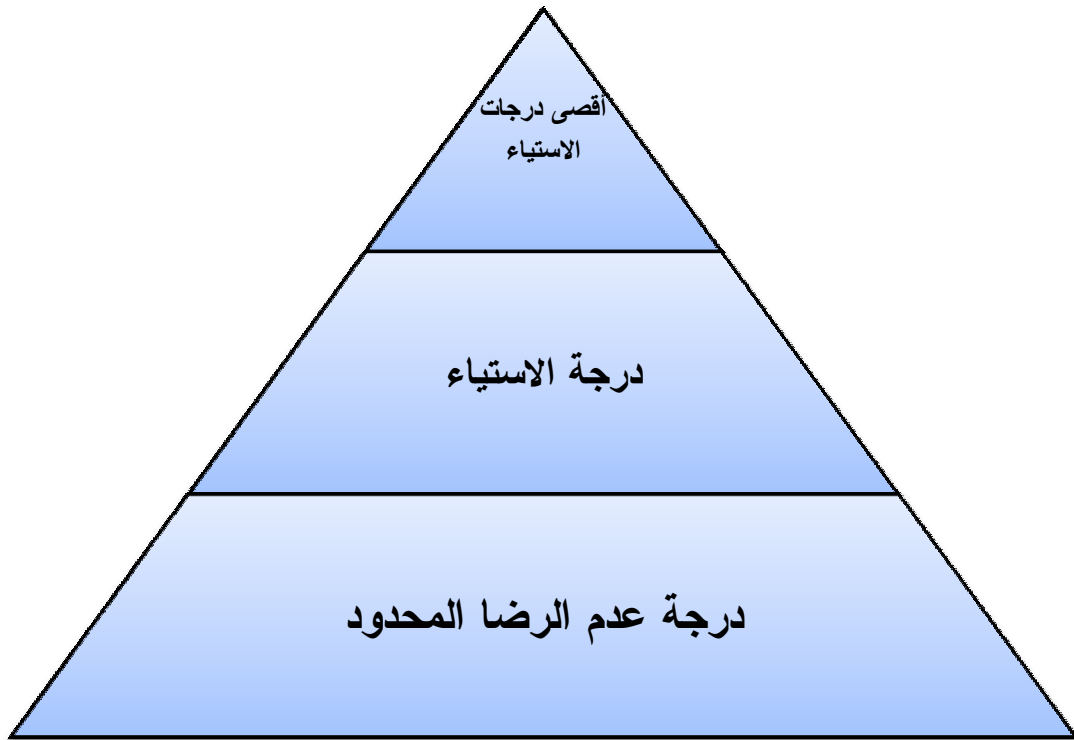 أقصى درجات
الاستياء
درجة الاستياء
درجة عدم الرضا المحدود